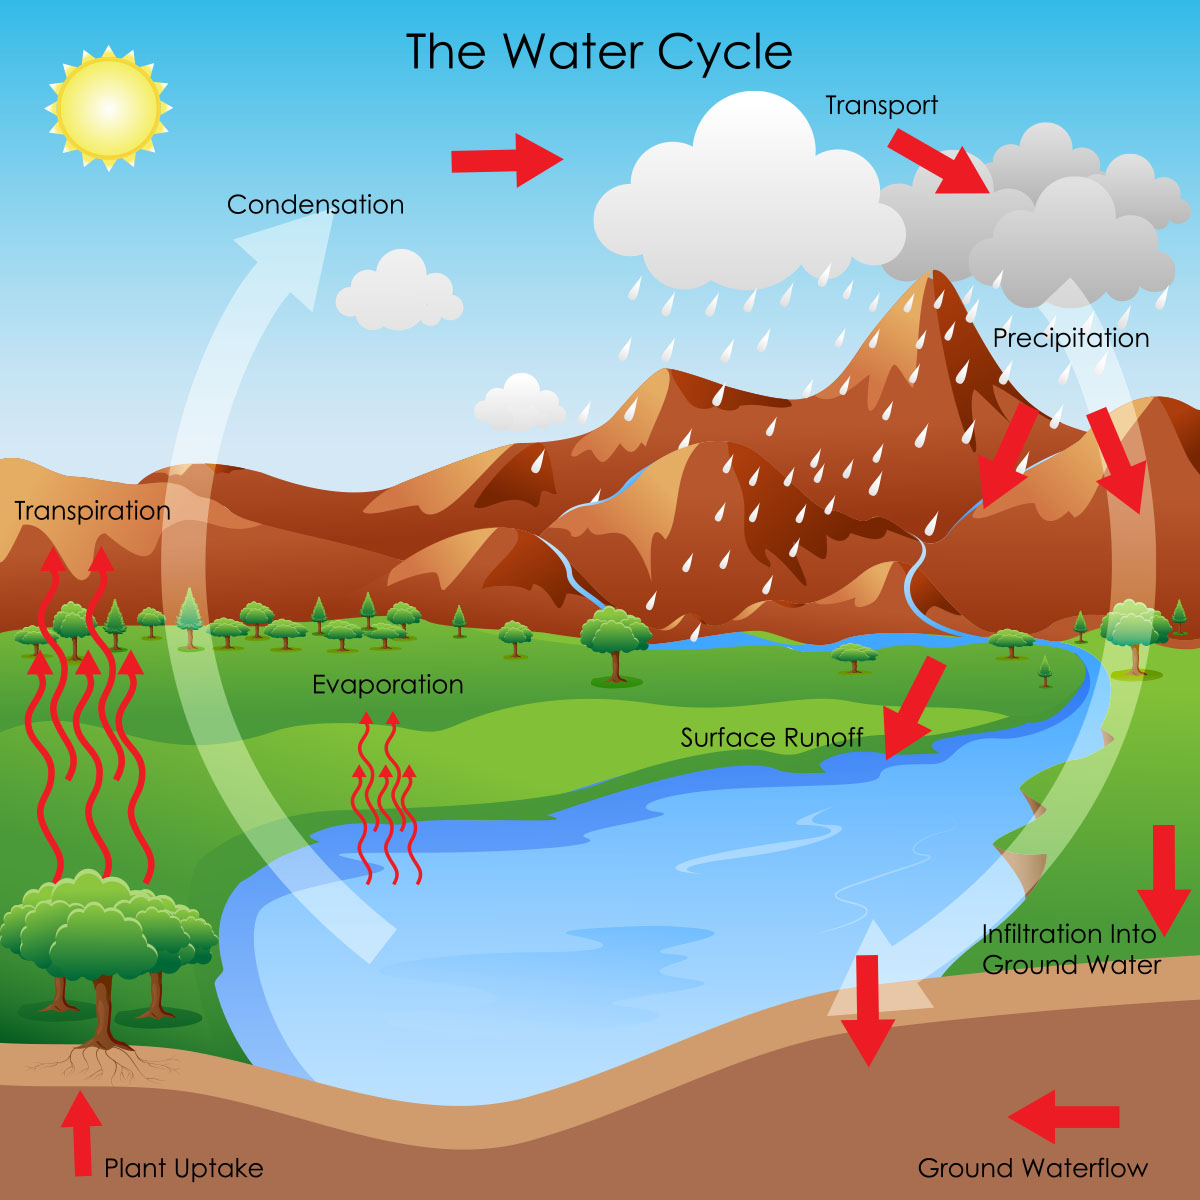 The Water Cycle
Transport
Condensation
Precipitation
Transpiration
Evaporation
Surface Runoff
Infiltration Into
Ground Water
Plant Uptake
Ground Waterflow